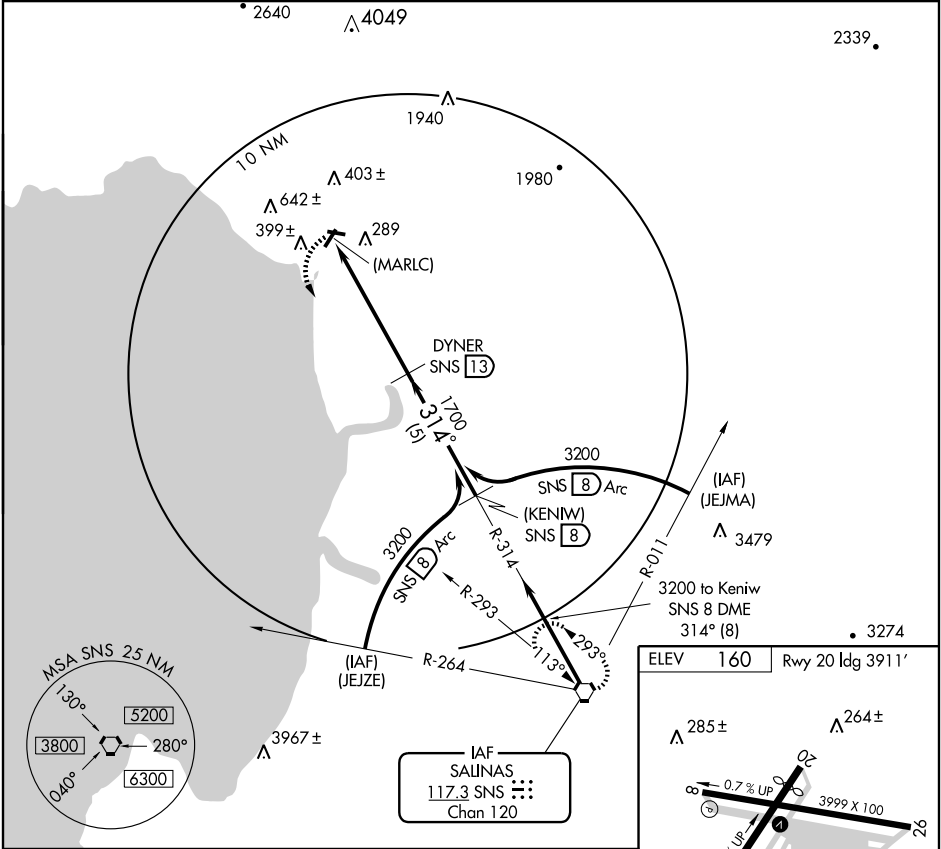 2640
4049
2339
10 NM
1940
1980
403 ±
642 ±
399 ±
289
(MARLC)
DYNER
SNS 13
1700
314°
(5)
3200
SNS 8 Arc
(IAF)
(JEJMA)
(KENIW)
SNS 8
3479
R-314
R-011
3200
SNS 8 Arc
R-293
3200 to Keniw
SNS 8 DME
314° (8)
3274
293°
113°
R-264
(IAF)
(JEJZE)
MSA SNS 25 NM
130°
5200
3800
280°
040°
6300
3967 ±
IAF
SALINAS
117.3 SNS
Chan 120
ELEV 160
Rwy 20 ldg 3911'
285 ±
264 ±
20
8
0.7 % UP
3999 X 100
P
V
26
UP